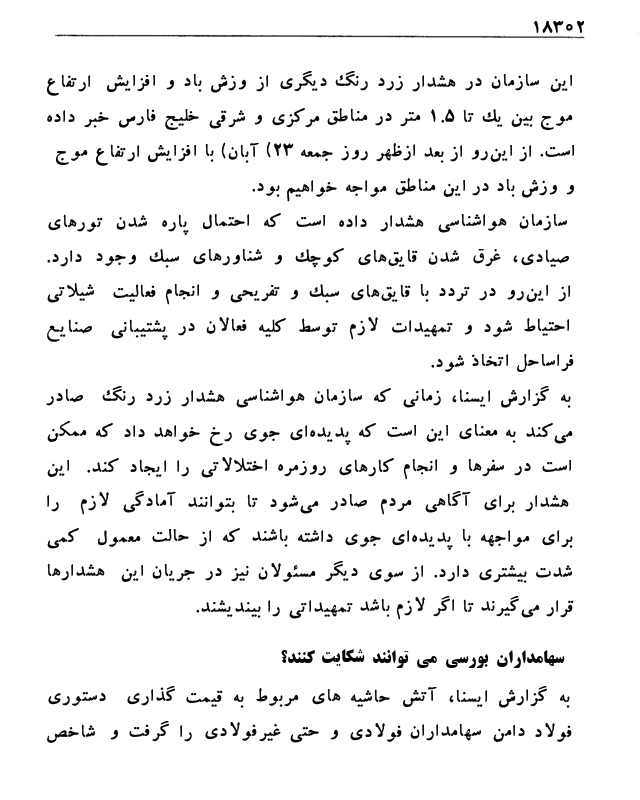 ۱۸۳۰۲
این سازمان در هشدار زرد رنگ دیگری از وزش باد و افزایش ارتفاع
موج بین یك تا ۱.۵ متر در مناطق مرکزی و شرقی خلیج فارس خبر داده
است. از این‌رو از بعد ازظهر روز جمعه ۲۳) آبان) با افزایش ارتفاع موج
و وزش باد در این مناطق مواجه خواهیم بود.
سازمان هواشناسی هشدار داده است که احتمال پاره شدن تورهای
صیادی، غرق شدن قایق‌های کوچك و شناورهای سبك وجود دارد.
از این‌رو در تردد با قایق‌های سبك و تفریحی و انجام فعالیت شیلاتی
احتیاط شود و تمهیدات لازم توسط کلیه فعالان در پشتیبانی صنایع
فراساحل اتخاذ شود.
به گزارش ایسنا، زمانی که سازمان هواشناسی هشدار زرد رنگ صادر
می‌کند به معنای این است که پدیده‌ای جوی رخ خواهد داد که ممکن
است در سفرها و انجام کارهای روزمره اختلالاتی را ایجاد کند. این
هشدار برای آگاهی مردم صادر می‌شود تا بتوانند آمادگی لازم را
برای مواجهه با پدیده‌ای جوی داشته باشند که از حالت معمول کمی
شدت بیشتری دارد. از سوی دیگر مسئولان نیز در جریان این هشدارها
قرار می‌گیرند تا اگر لازم باشد تمهیداتی را بیندیشند.
سهامداران بورسی می توانند شکایت کنند؟
به گزارش ایسنا، آتش حاشیه های مربوط به قیمت گذاری دستوری
فولاد دامن سهامداران فولادی و حتی غیرفولادی را گرفت و شاخص